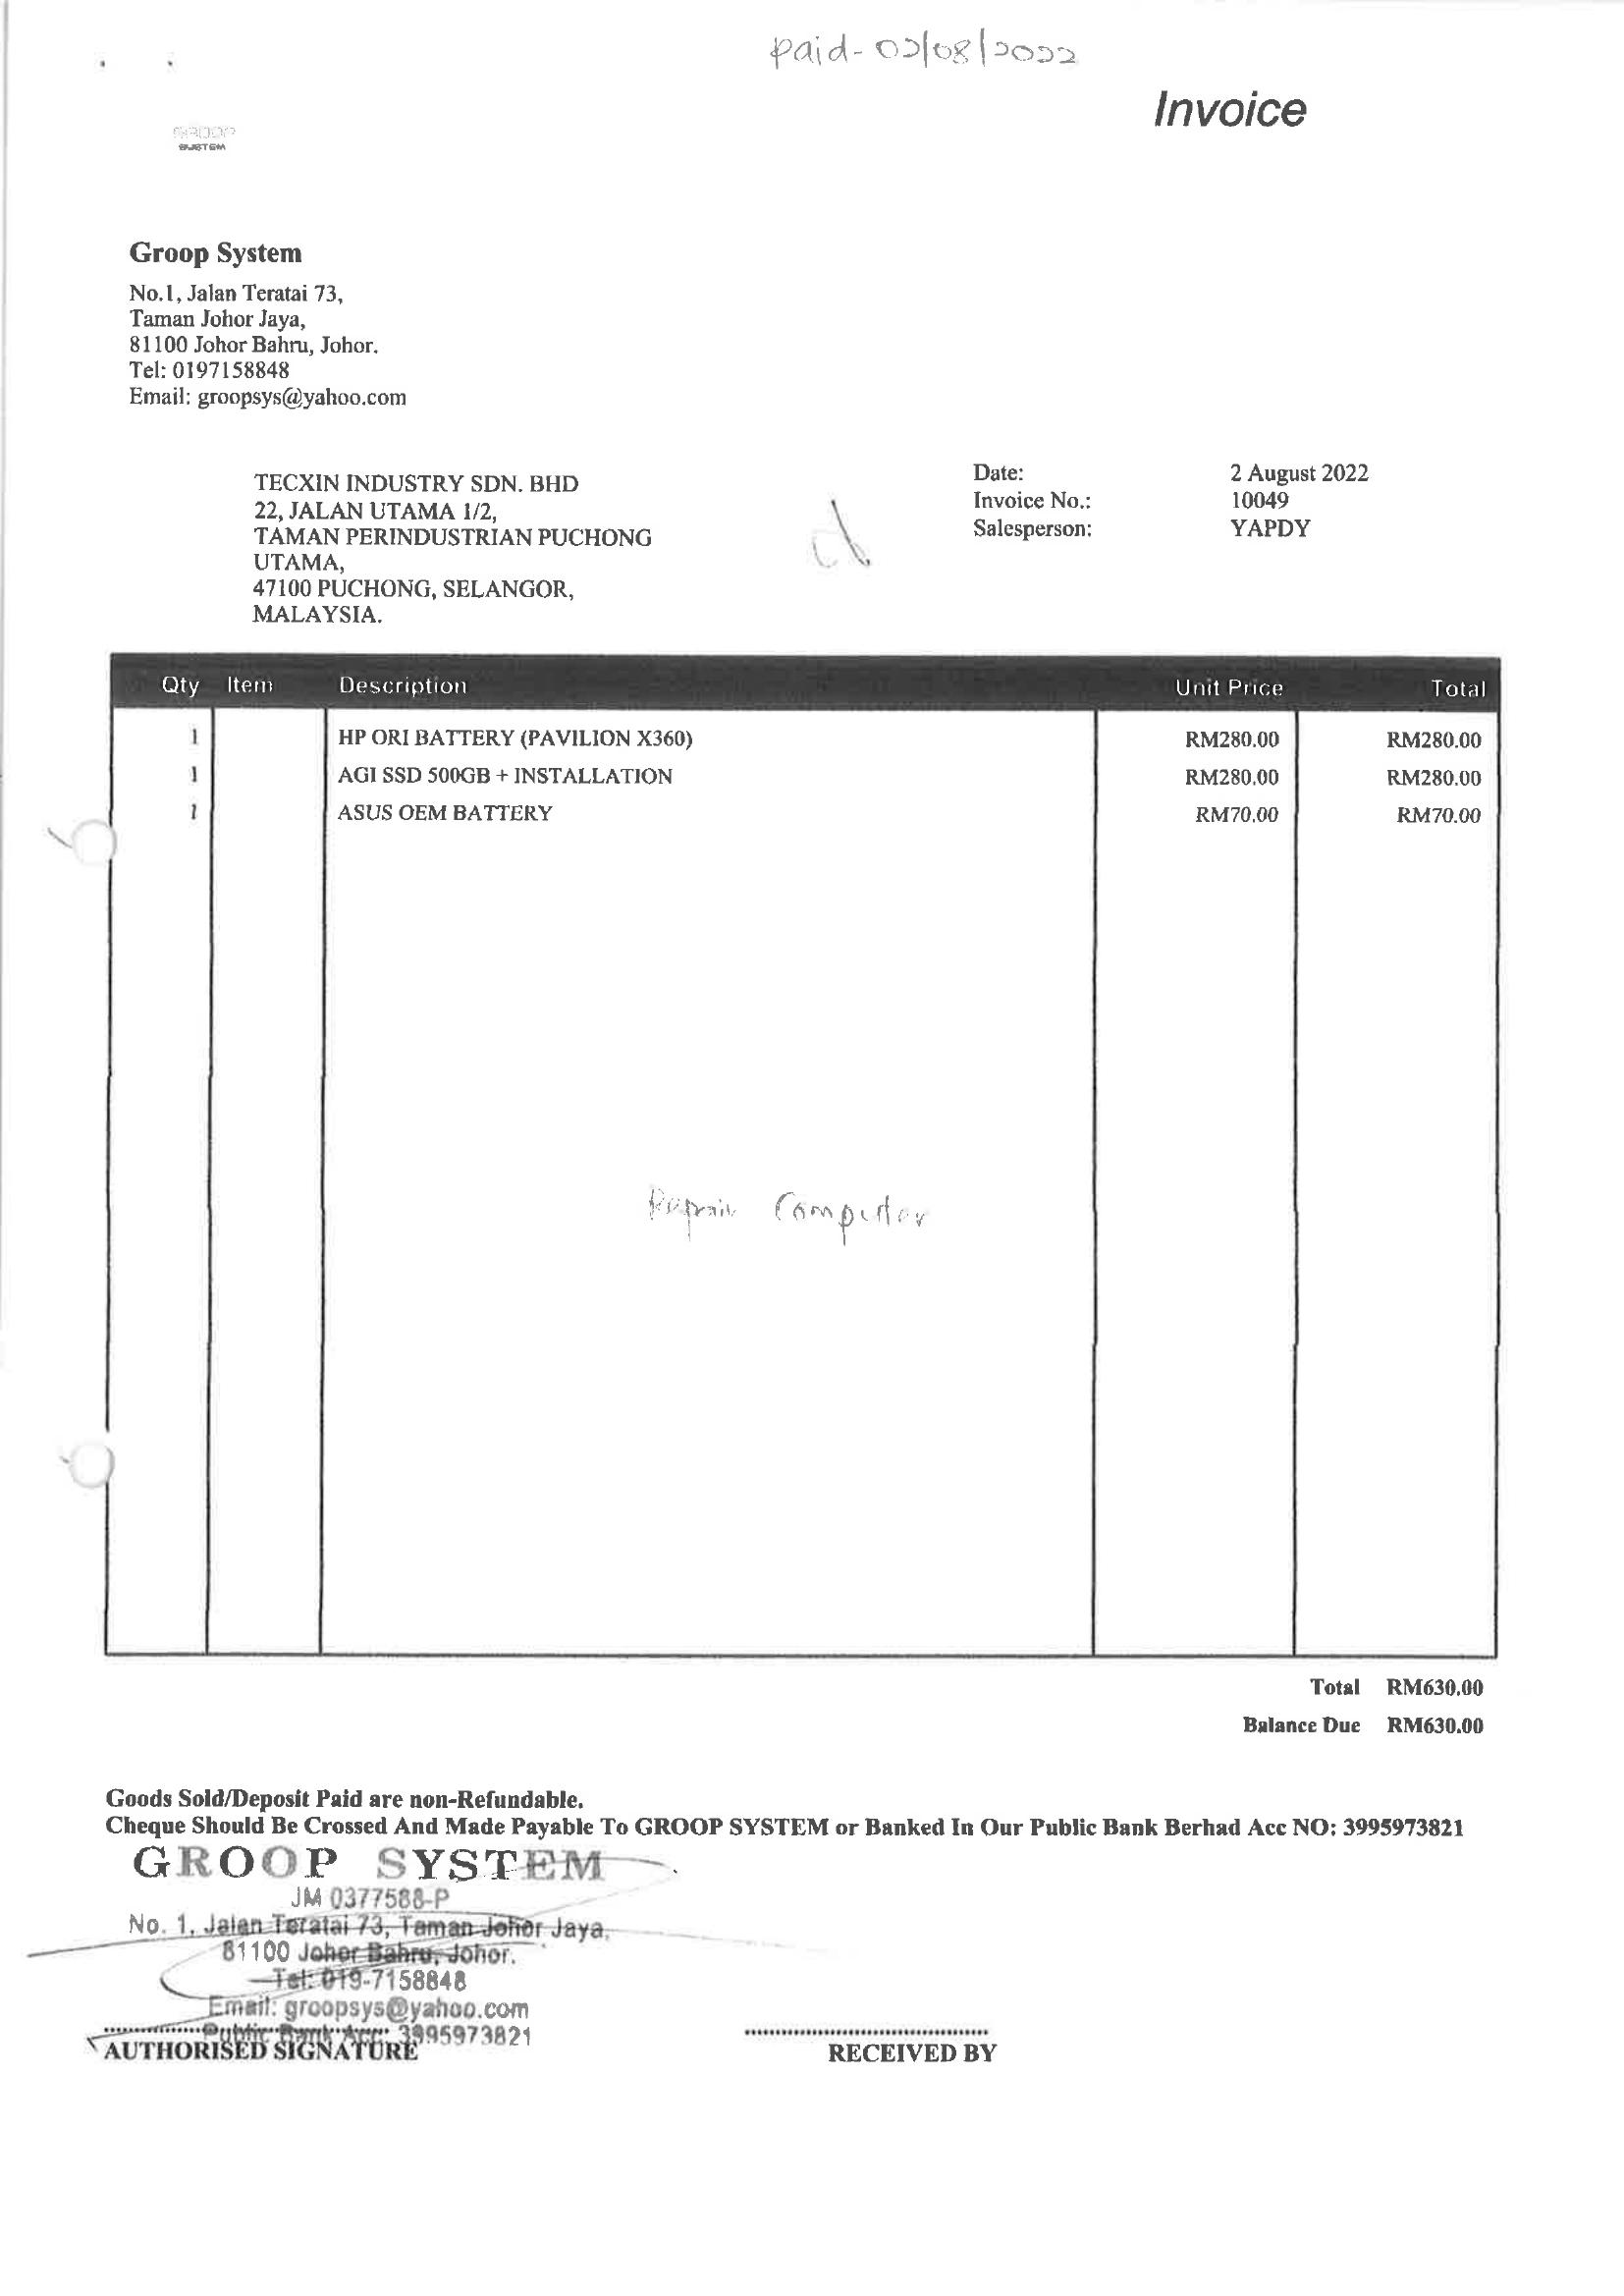 paid- 02/08/2022
Invoice
GROOP
SYSTEM
Groop System
No.1, Jalan Teratai 73,
Taman Johor Jaya,
81100 Johor Bahru, Johor.
Tel: 0197158848
Email: groopsys@yahoo.com
TECXIN INDUSTRY SDN. BHD
22, JALAN UTAMA 1/2,
TAMAN PERINDUSTRIAN PUCHONG
UTAMA,
47100 PUCHONG, SELANGOR,
MALAYSIA.
Date: 2 August 2022
Invoice No.: 10049
Salesperson: YAPDY
Qty Item Description Unit Price Total
1 HP ORI BATTERY (PAVILION X360) RM280.00 RM280.00
1 AGI SSD 500GB + INSTALLATION RM280.00 RM280.00
1 ASUS OEM BATTERY RM70.00 RM70.00
Repair Computer
Total RM630.00
Balance Due RM630.00
Goods Sold/Deposit Paid are non-Refundable.
Cheque Should Be Crossed And Made Payable To GROOP SYSTEM or Banked In Our Public Bank Berhad Acc NO: 3995973821
GROOP SYSTEM
JM 0377588-P
No. 1, Jalan Teratai 73, Taman Johor Jaya,
81100 Johor Bahru, Johor.
Tel: 019-7158848
Email: groopsys@yahoo.com
Public Bank Acc: 3995973821
AUTHORISED SIGNATURE
RECEIVED BY